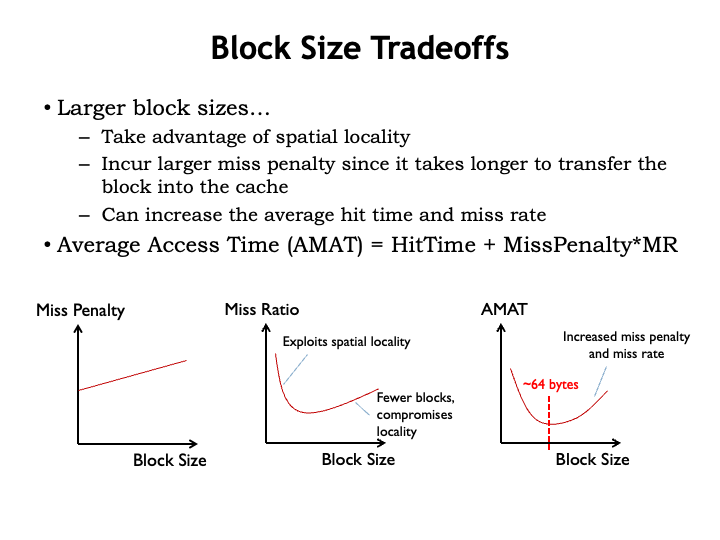 Block Size Tradeoffs
• Larger block sizes…
– Take advantage of spatial locality
– Incur larger miss penalty since it takes longer to transfer the
block into the cache
– Can increase the average hit time and miss rate
• Average Access Time (AMAT) = HitTime + MissPenalty*MR
Miss Penalty
Block Size
Miss Ratio
Exploits spatial locality
Fewer blocks,
compromises
locality
Block Size
AMAT
Increased miss penalty
and miss rate
~64 bytes
Block Size